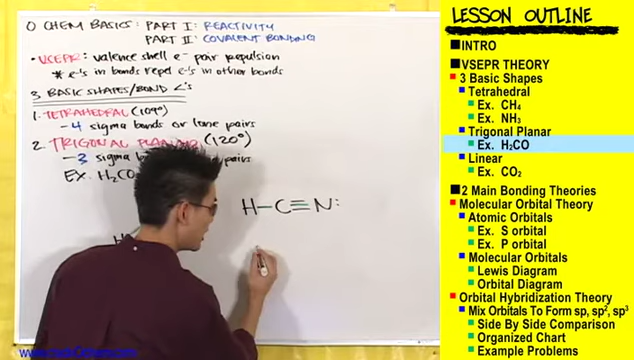 O CHEM BASICS: PART I: REACTIVITY
PART II: COVALENT BONDING
• VSEPR: valence shell e- pair repulsion
* e-'s in bonds repel e-'s in other bonds
3 BASIC SHAPES/BOND <'s
1. TETRAHEDRAL (109°)
- 4 sigma bonds or lone pairs
2. TRIGONAL PLANAR (120°)
- 3 sigma pairs
EX. H₂CO
H-C≡N:
H
LESSON OUTLINE
INTRO
VSEPR THEORY
3 Basic Shapes
Tetrahedral
Ex. CH₄
Ex. NH₃
Trigonal Planar
Ex. H₂CO
Linear
Ex. CO₂
2 Main Bonding Theories
Molecular Orbital Theory
Atomic Orbitals
Ex. S orbital
Ex. P orbital
Molecular Orbitals
Lewis Diagram
Orbital Diagram
Orbital Hybridization Theory
Mix Orbitals To Form sp, sp², sp³
Side By Side Comparison
Organized Chart
Example Problems